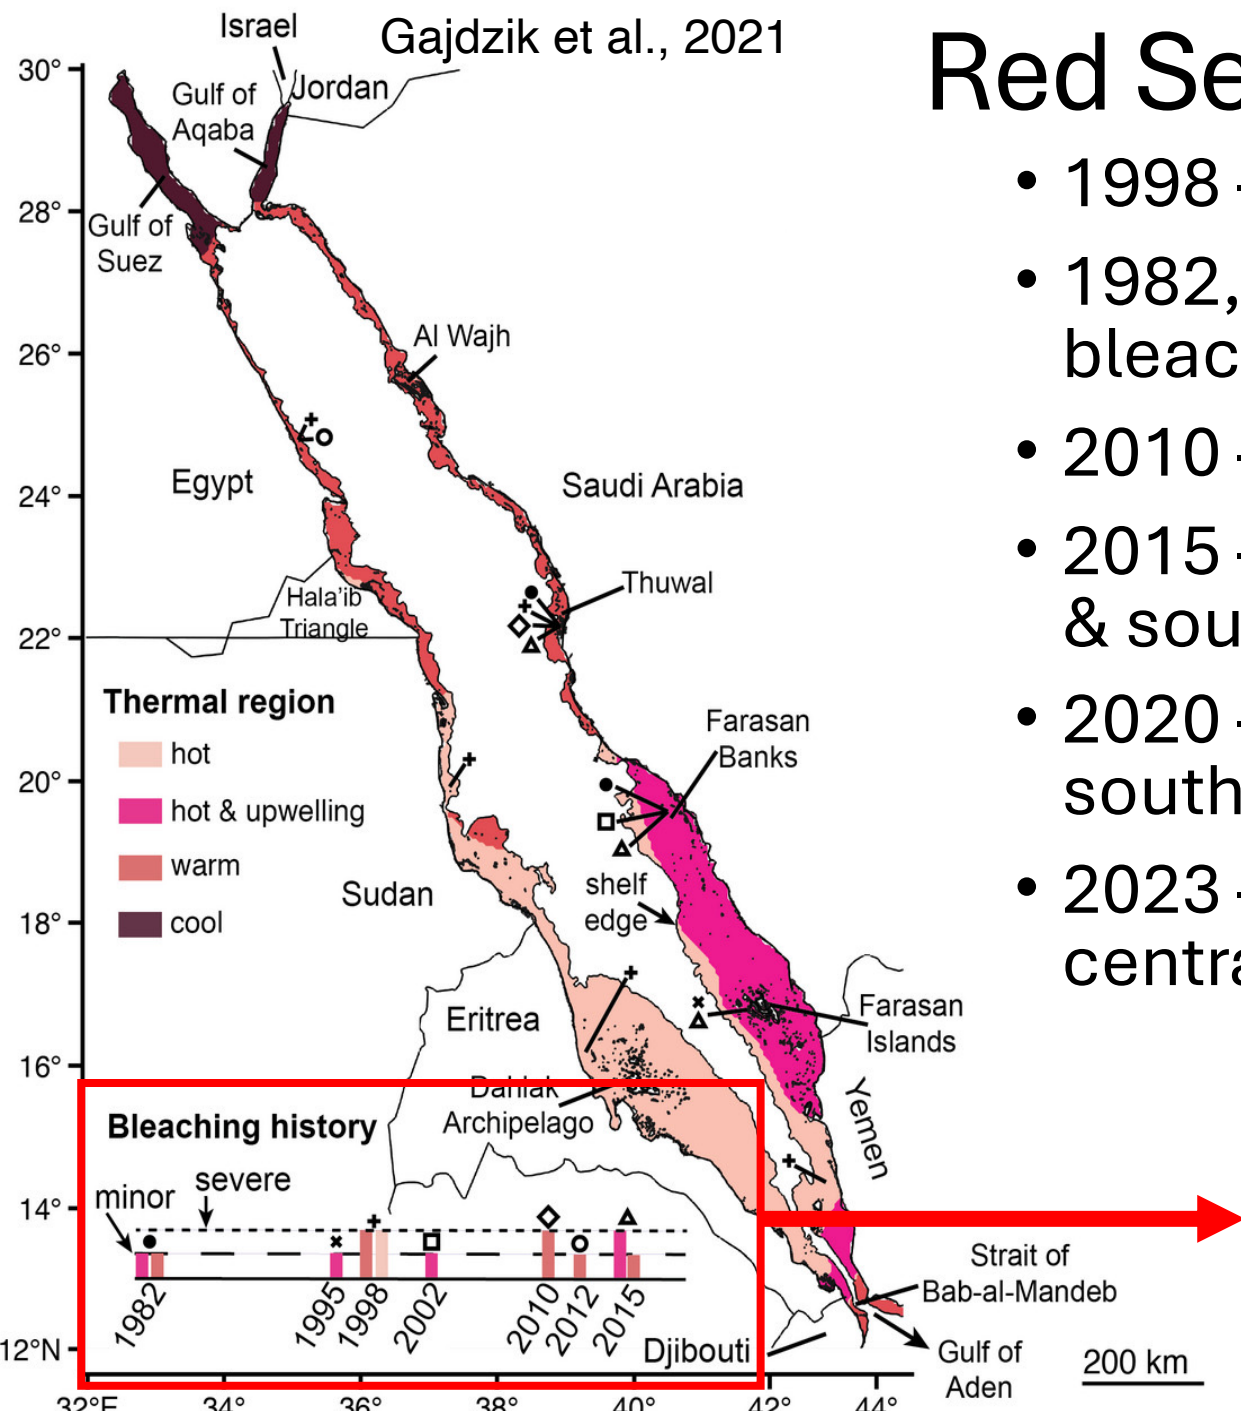 Gajdzik et al., 2021
Israel
Jordan
Gulf of
Aqaba
Gulf of
Suez
30°
28°
26°
24°
22°
20°
18°
16°
14°
12°N
Al Wajh
Egypt
Saudi Arabia
Hala'ib
Triangle
Thuwal
Thermal region
hot
hot & upwelling
warm
cool
Farasan
Banks
Sudan
shelf
edge
Eritrea
Farasan
Islands
Dahlak
Archipelago
Yemen
Bleaching history
minor
severe
1982
1995
1998
2002
2010
2012
2015
Djibouti
Strait of
Bab-al-Mandeb
Gulf of
Aden
200 km
32°E
34°
36°
38°
40°
42°
44°
Red Se
• 1998 -
• 1982,
bleac
• 2010 -
• 2015 -
& sou
• 2020 -
south
• 2023 -
centra